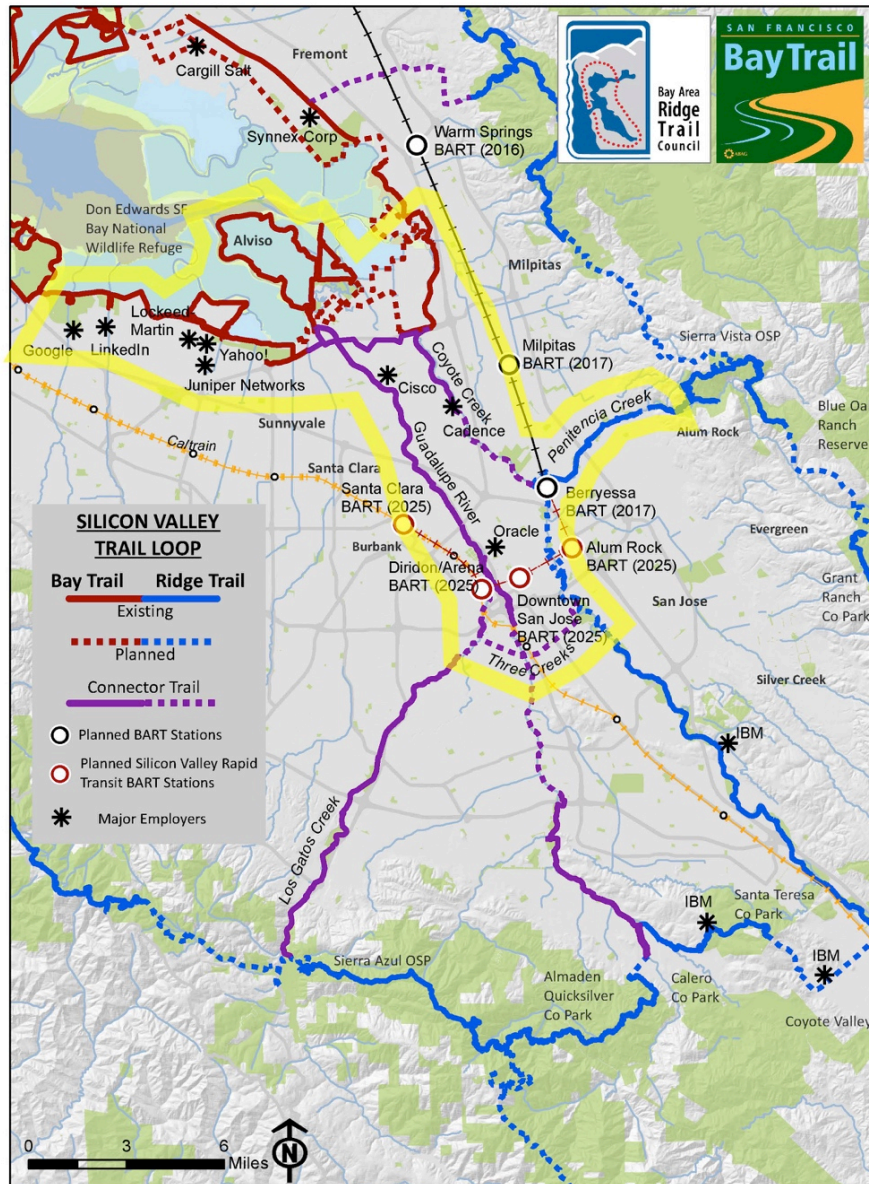 Cargill Salt
Fremont
Synnex Corp
Warm Springs
BART (2016)
Bay Area
Ridge
Trail
Council
SAN FRANCISCO
Bay Trail
Don Edwards SF
Bay National
Wildlife Refuge
Alviso
Milpitas
Lockeed-
Martin
Google
LinkedIn
Yahoo!
Juniper Networks
Cisco
Coyote Creek
Cadence
Milpitas
BART (2017)
Sierra Vista OSP
Penitencia Creek
Alum Rock
Blue Oa
Ranch
Reserve
Caltrain
Sunnyvale
Guadalupe River
Santa Clara
Santa Clara
BART (2025)
Burbank
Berryessa
BART (2017)
Evergreen
Oracle
Alum Rock
BART (2025)
Diridon/Arena
BART (2025)
Downtown
San Jose
BART (2025)
San Jose
Grant
Ranch
Co Park
Three Creeks
Silver Creek
SILICON VALLEY
TRAIL LOOP
Bay Trail Ridge Trail
Existing
Planned
Connector Trail
Planned BART Stations
Planned Silicon Valley Rapid
Transit BART Stations
Major Employers
IBM
Los Gatos Creek
IBM
Santa Teresa
Co Park
IBM
Sierra Azul OSP
Almaden
Quicksilver
Co Park
Calero
Co Park
Coyote Valley
0 3 6
Miles
N